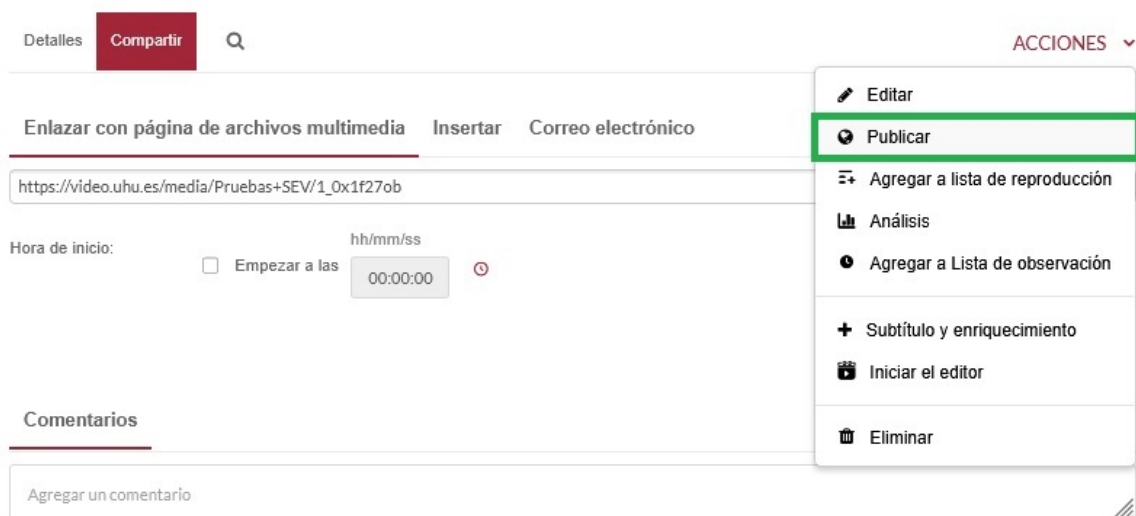 Detalles Compartir ACCIONES
Editar
Enlazar con página de archivos multimedia Insertar Correo electrónico
Publicar
Agregar a lista de reproducción
https://video.uhu.es/media/Pruebas+SEV/1_0x1f27ob
Análisis
hh/mm/ss
Hora de inicio:
Empezar a las 00:00:00
Agregar a Lista de observación
Subtítulo y enriquecimiento
Iniciar el editor
Comentarios
Eliminar
Agregar un comentario